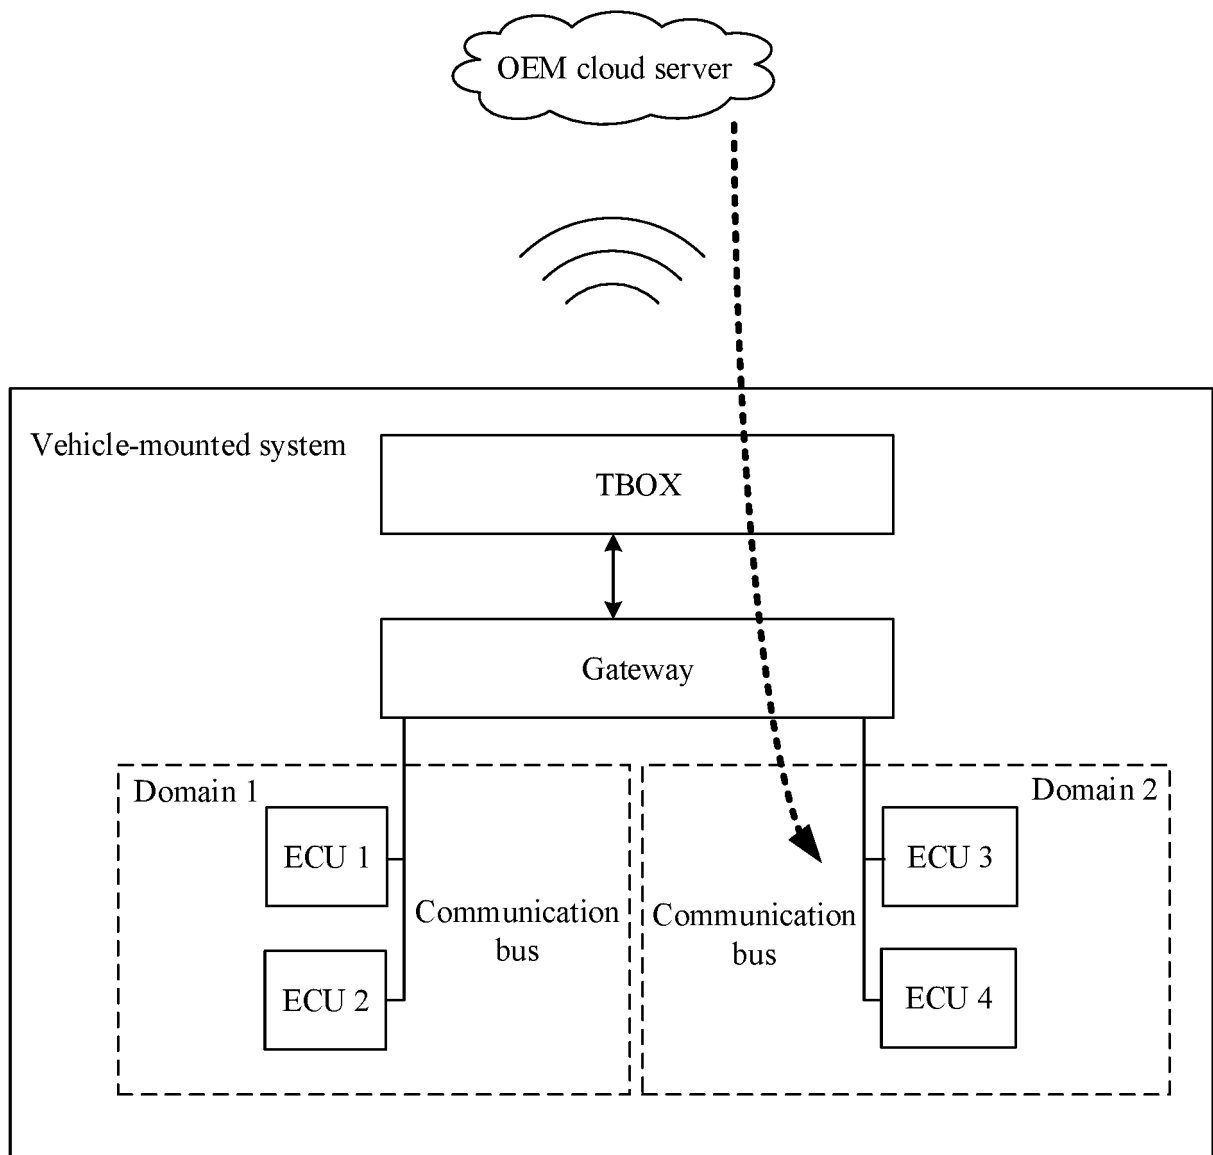 OEM cloud server
Vehicle-mounted system
TBOX
Gateway
Domain 1
ECU 1
Communication
bus
ECU 2
Domain 2
ECU 3
Communication
bus
ECU 4